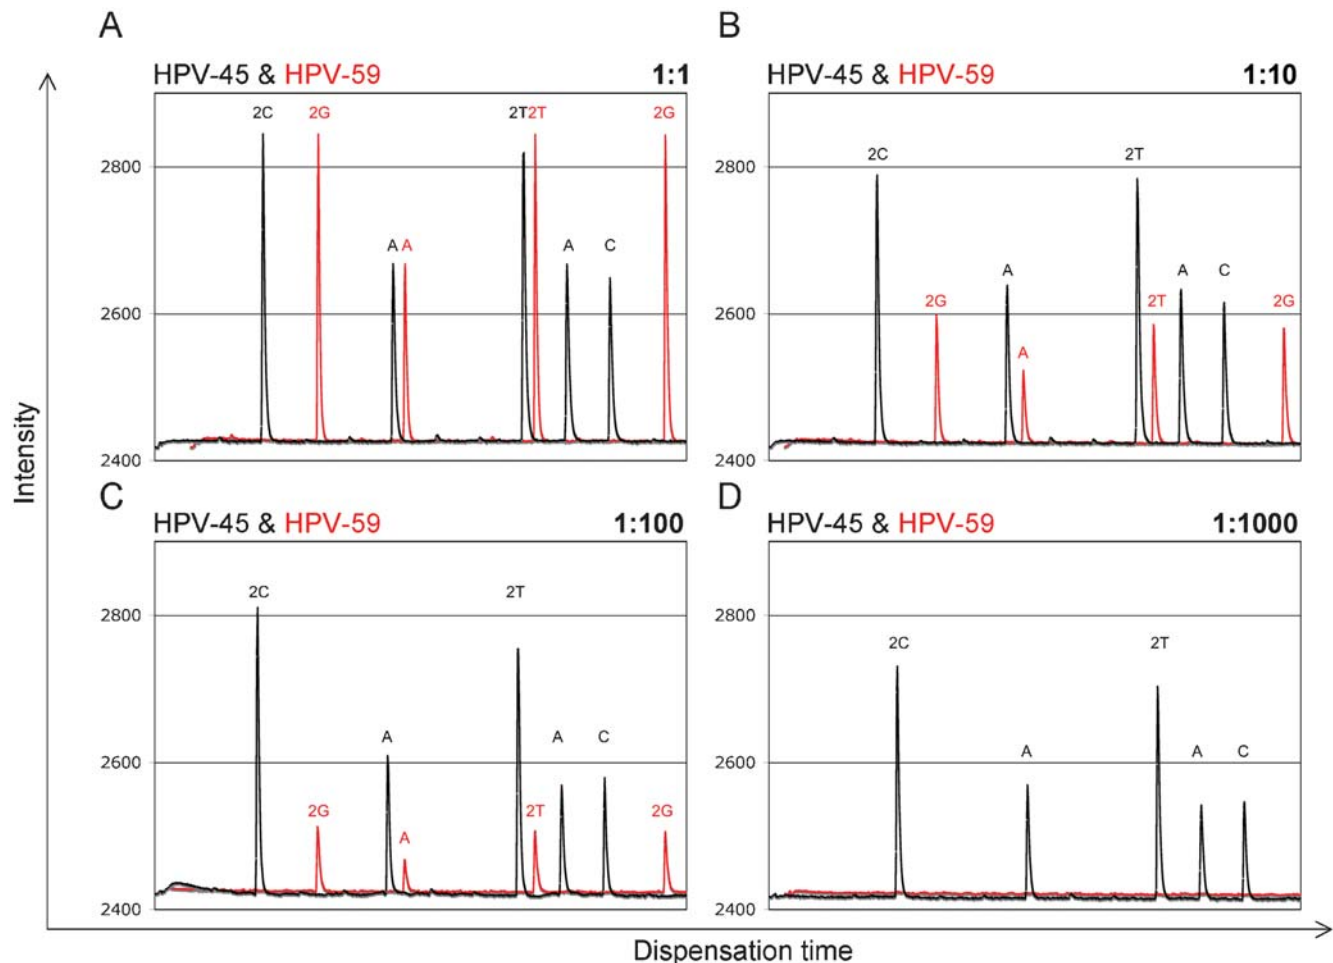 A
HPV-45 & HPV-59 1:1
2C 2G 2T 2T 2G
2800
A A A C
2600
2400
B
HPV-45 & HPV-59 1:10
2C 2T
2800
A A C
2G 2T 2G
2600
A
2400
C
HPV-45 & HPV-59 1:100
2C 2T
2800
A A C
2600
2G 2T 2G
A
2400
D
HPV-45 & HPV-59 1:1000
2800
2C 2T
A A C
2600
2400
Intensity
Dispensation time